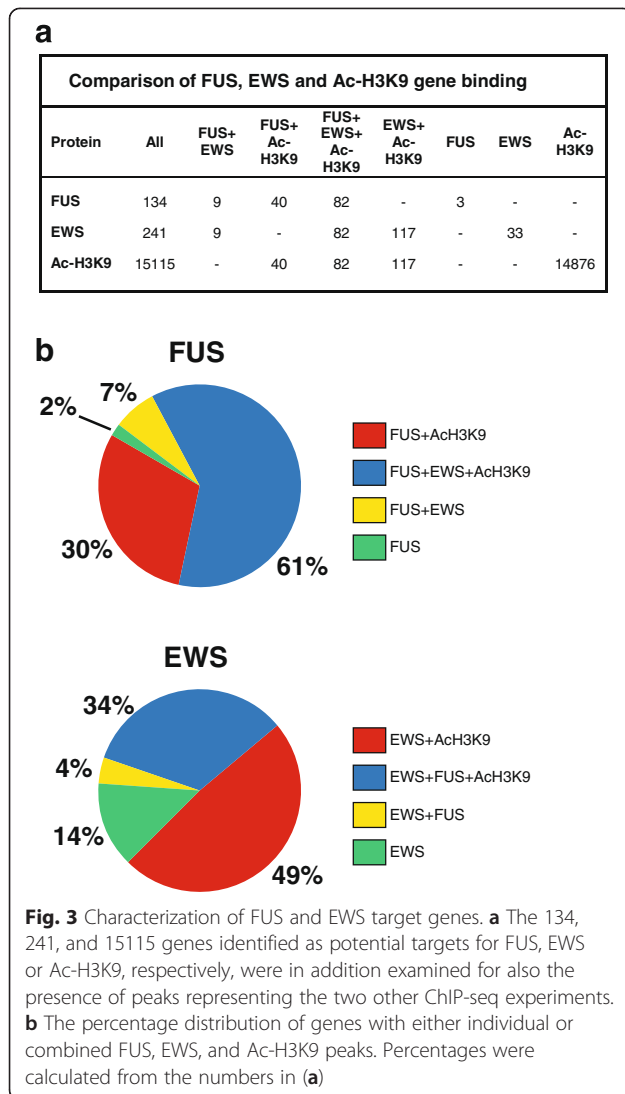 a
Comparison of FUS, EWS and Ac-H3K9 gene binding
Protein All FUS+ EWS FUS+ Ac- H3K9 FUS+ EWS+ Ac- H3K9 EWS+ Ac- H3K9 FUS EWS Ac- H3K9
FUS 134 9 40 82 - 3 - -
EWS 241 9 - 82 117 - 33 -
Ac-H3K9 15115 - 40 82 117 - - 14876
b
FUS
7%
2%
30%
61%
FUS+AcH3K9
FUS+EWS+AcH3K9
FUS+EWS
FUS
EWS
34%
4%
14%
49%
EWS+AcH3K9
EWS+FUS+AcH3K9
EWS+FUS
EWS
Fig. 3 Characterization of FUS and EWS target genes. a The 134,
241, and 15115 genes identified as potential targets for FUS, EWS
or Ac-H3K9, respectively, were in addition examined for also the
presence of peaks representing the two other ChIP-seq experiments.
b The percentage distribution of genes with either individual or
combined FUS, EWS, and Ac-H3K9 peaks. Percentages were
calculated from the numbers in (a)